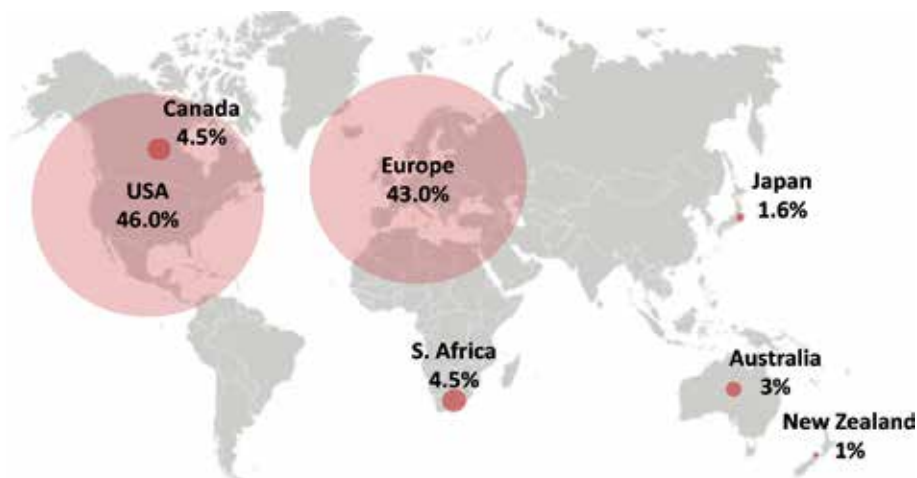 Canada
4.5%
USA
46.0%
Europe
43.0%
Japan
1.6%
S. Africa
4.5%
Australia
3%
New Zealand
1%